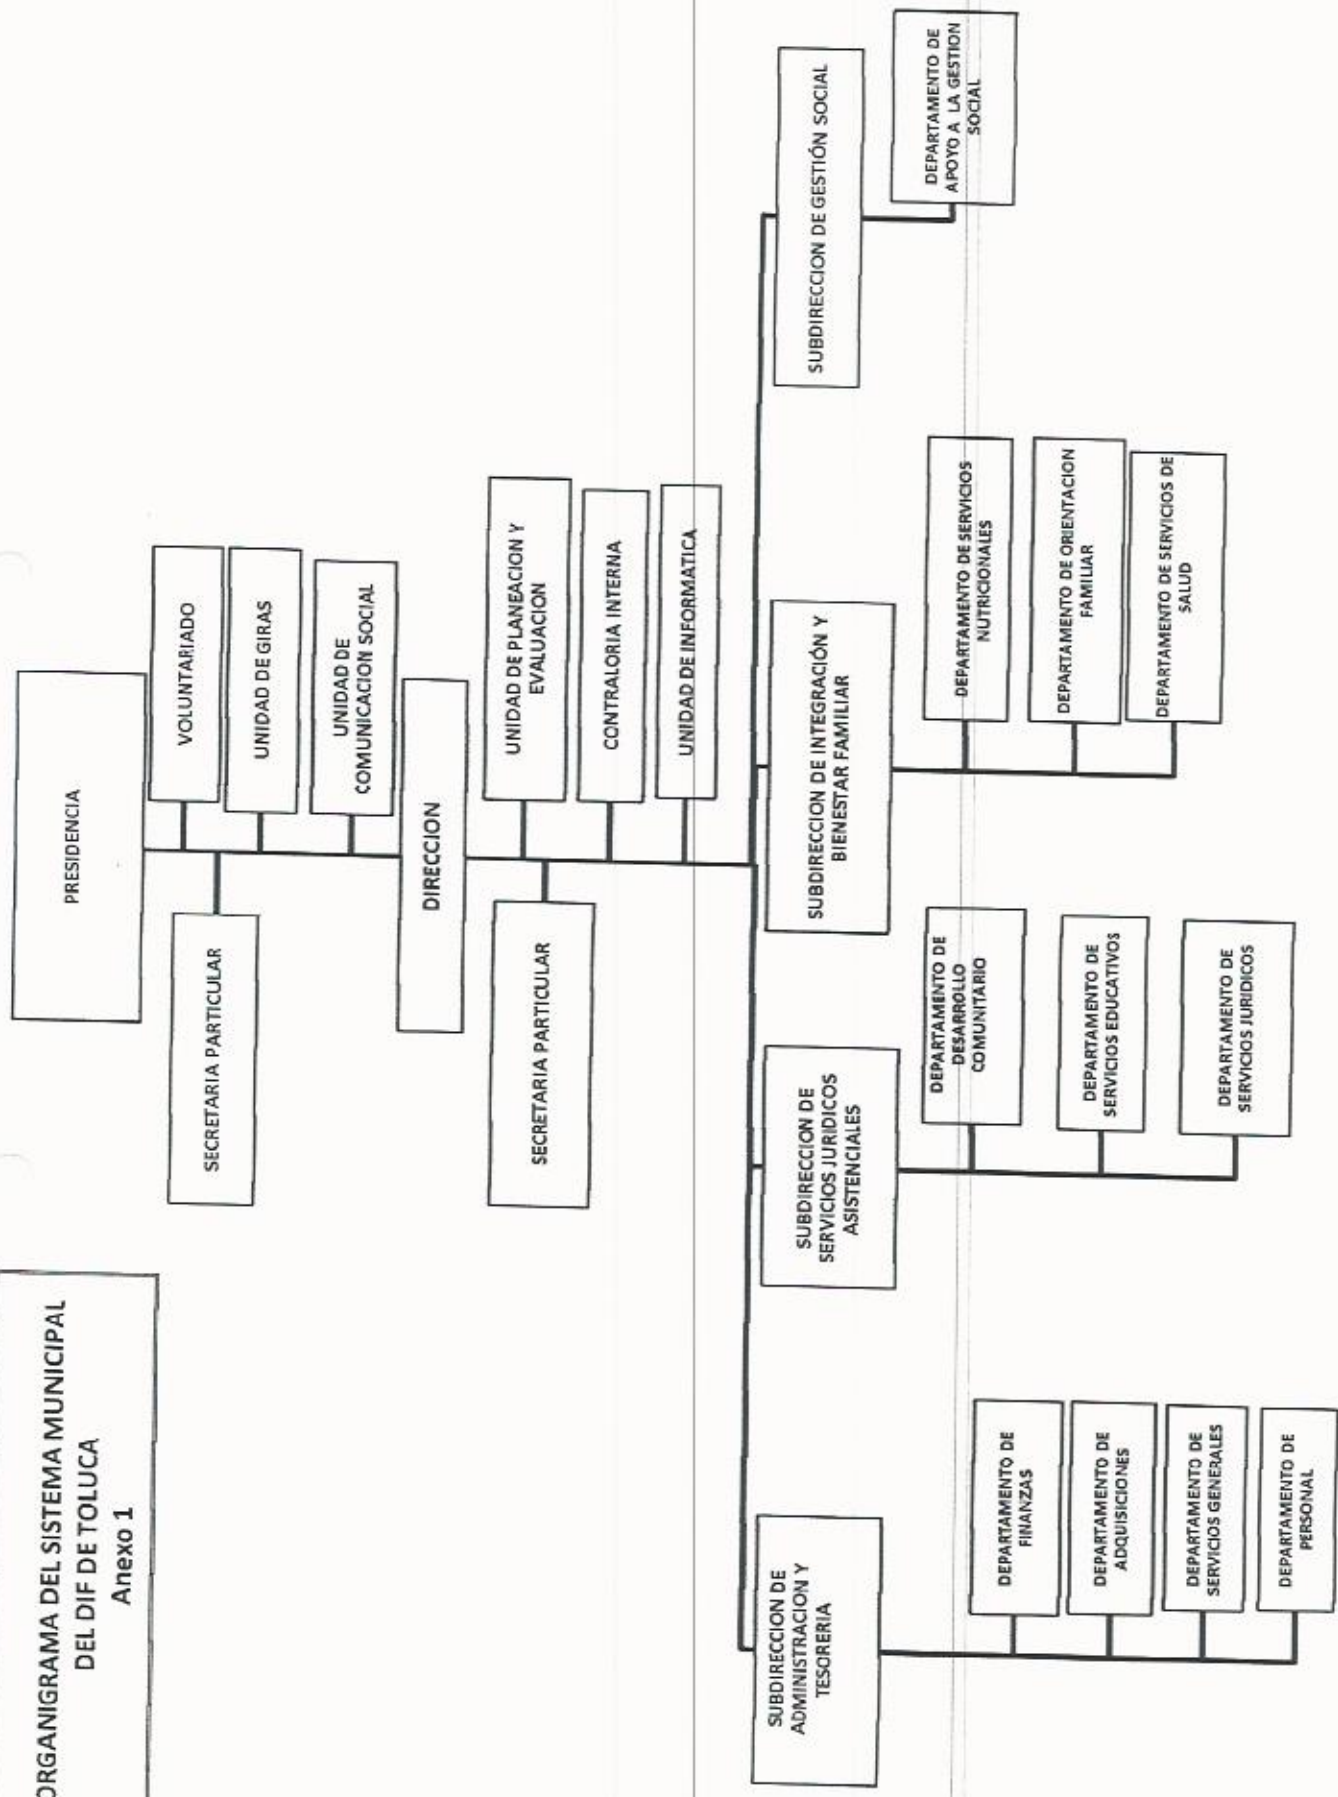 ORGANIGRAMA DEL SISTEMA MUNICIPAL
DEL DIF DE TOLUCA
Anexo 1
PRESIDENCIA
SECRETARIA PARTICULAR
VOLUNTARIADO
UNIDAD DE GIRAS
UNIDAD DE
COMUNICACION SOCIAL
DIRECCION
SECRETARIA PARTICULAR
UNIDAD DE PLANEACION Y
EVALUACION
CONTRALORIA INTERNA
UNIDAD DE INFORMATICA
SUBDIRECCION DE
ADMINISTRACION Y
TESORERIA
DEPARTAMENTO DE
FINANZAS
DEPARTAMENTO DE
ADQUISICIONES
DEPARTAMENTO DE
SERVICIOS GENERALES
DEPARTAMENTO DE
PERSONAL
SUBDIRECCION DE
SERVICIOS JURIDICOS
ASISTENCIALES
DEPARTAMENTO DE
DESARROLLO
COMUNITARIO
DEPARTAMENTO DE
SERVICIOS EDUCATIVOS
DEPARTAMENTO DE
SERVICIOS JURIDICOS
SUBDIRECCION DE INTEGRACIÓN Y
BIENESTAR FAMILIAR
DEPARTAMENTO DE SERVICIOS
NUTRICIONALES
DEPARTAMENTO DE ORIENTACION
FAMILIAR
DEPARTAMENTO DE SERVICIOS DE
SALUD
SUBDIRECCION DE GESTIÓN SOCIAL
DEPARTAMENTO DE
APOYO A LA GESTION
SOCIAL